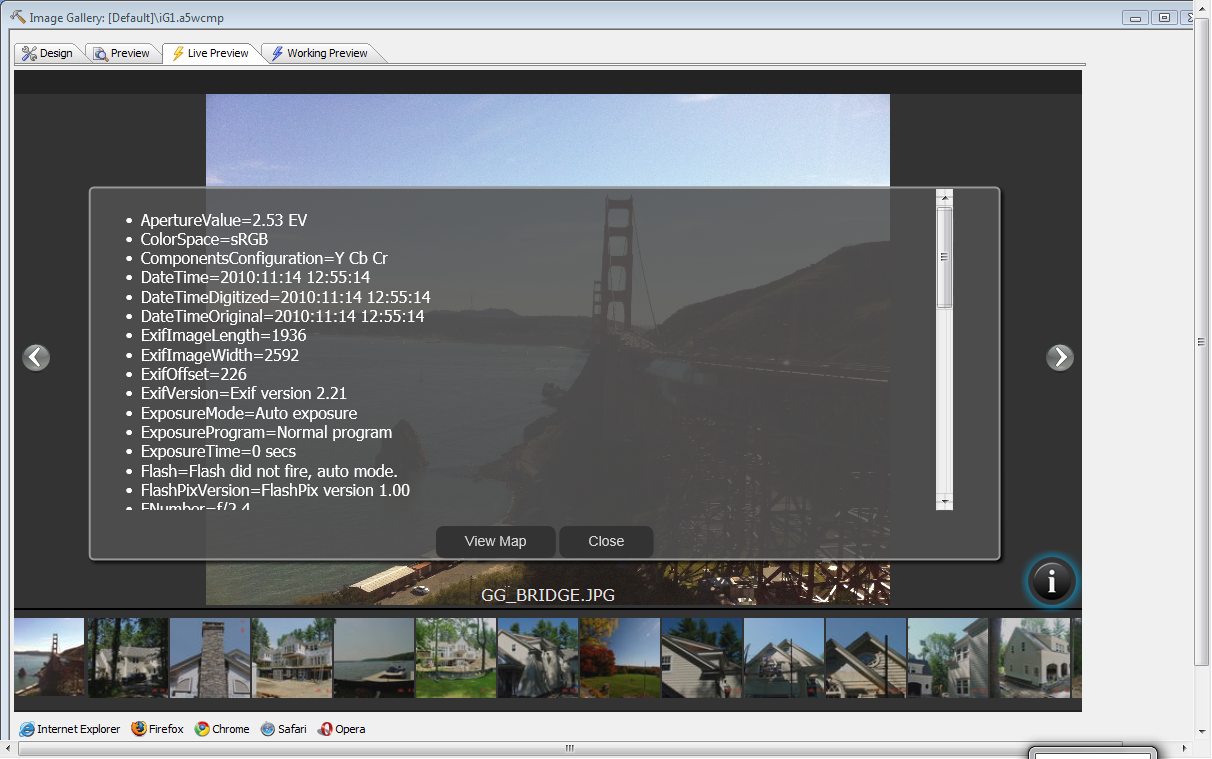 Image Gallery: [Default]\iG1.a5wcmp
Design Preview Live Preview Working Preview
• ApertureValue=2.53 EV
• ColorSpace=sRGB
• ComponentsConfiguration=Y Cb Cr
• DateTime=2010:11:14 12:55:14
• DateTimeDigitized=2010:11:14 12:55:14
• DateTimeOriginal=2010:11:14 12:55:14
• ExifImageLength=1936
• ExifImageWidth=2592
• ExifOffset=226
• ExifVersion=Exif version 2.21
• ExposureMode=Auto exposure
• ExposureProgram=Normal program
• ExposureTime=0 secs
• Flash=Flash did not fire, auto mode.
• FlashPixVersion=FlashPix version 1.00
• FNumber=f/2.4
View Map Close
i
GG_BRIDGE.JPG
Internet Explorer Firefox Chrome Safari Opera